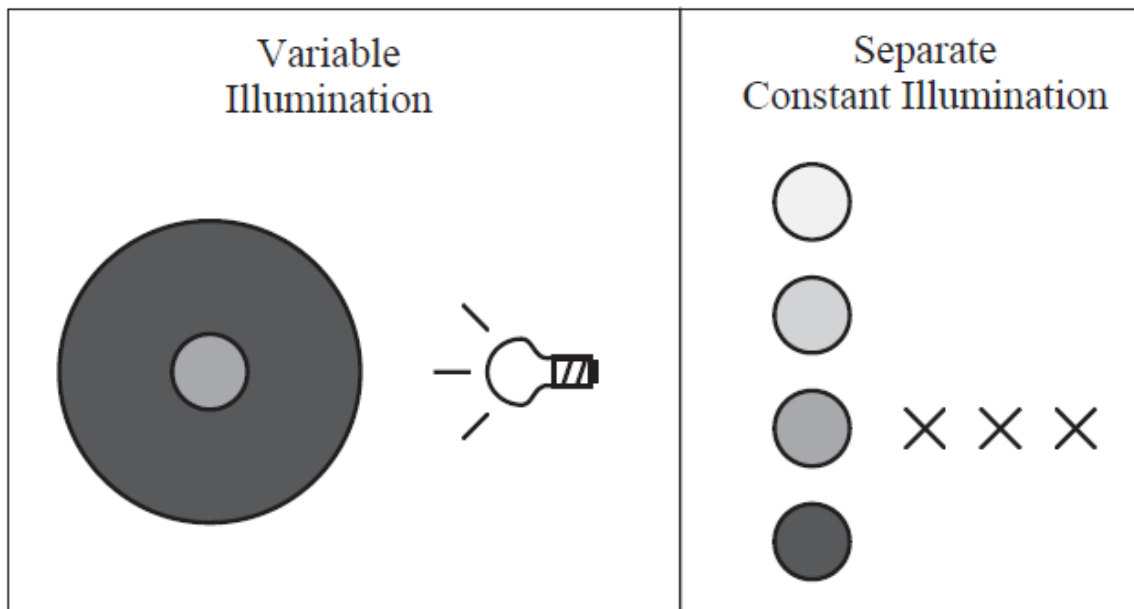 Variable
Illumination
Separate
Constant Illumination